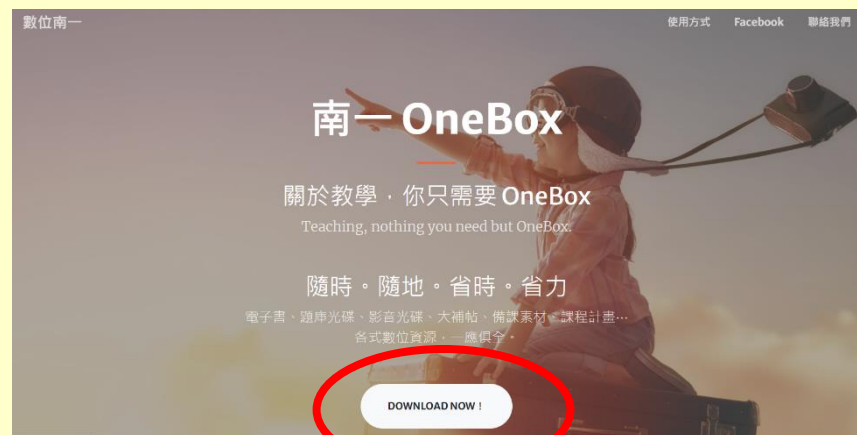 數位南一
使用方式 Facebook 聯絡我們
南一 OneBox
關於教學，你只需要 OneBox
Teaching, nothing you need but OneBox.
隨時。隨地。省時。省力
電子書、題庫光碟、影音光碟、大補帖、備課素材、課程計畫…
各式數位資源，一應俱全。
DOWNLOAD NOW !